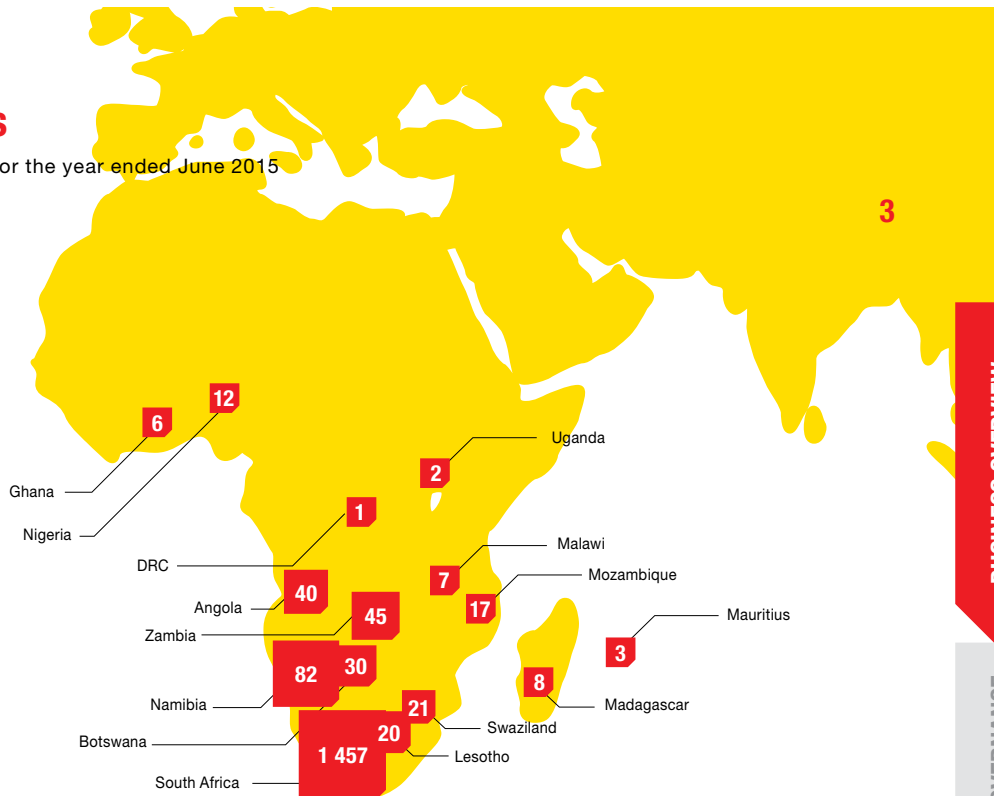 s
or the year ended June 2015
3
12
6
Uganda
2
Ghana
1
Nigeria
Malawi
DRC
7
Mozambique
40
17
Angola
45
Mauritius
Zambia
3
30
82
8
Namibia
Madagascar
21
Swaziland
20
Botswana
1 457
Lesotho
South Africa
BUSINESS OVERVIEW